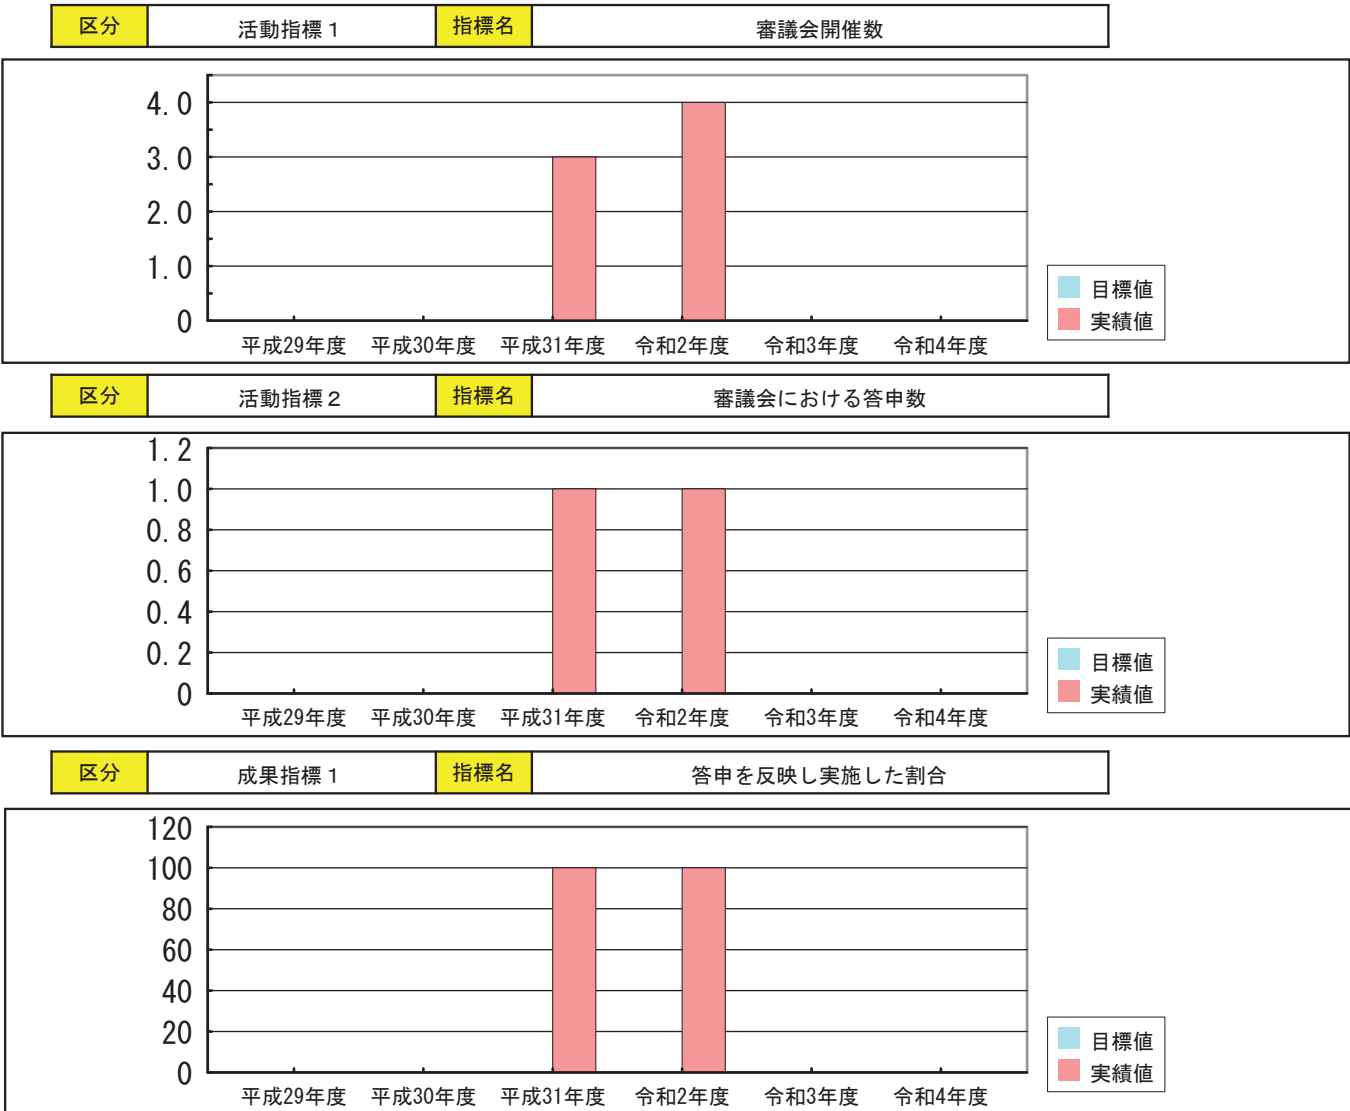 区分 活動指標１ 指標名 審議会開催数
4.0
3.0
2.0
1.0
0
平成29年度 平成30年度 平成31年度 令和2年度 令和3年度 令和4年度
目標値
実績値
区分 活動指標２ 指標名 審議会における答申数
1.2
1.0
0.8
0.6
0.4
0.2
0
平成29年度 平成30年度 平成31年度 令和2年度 令和3年度 令和4年度
目標値
実績値
区分 成果指標１ 指標名 答申を反映し実施した割合
120
100
80
60
40
20
0
平成29年度 平成30年度 平成31年度 令和2年度 令和3年度 令和4年度
目標値
実績値